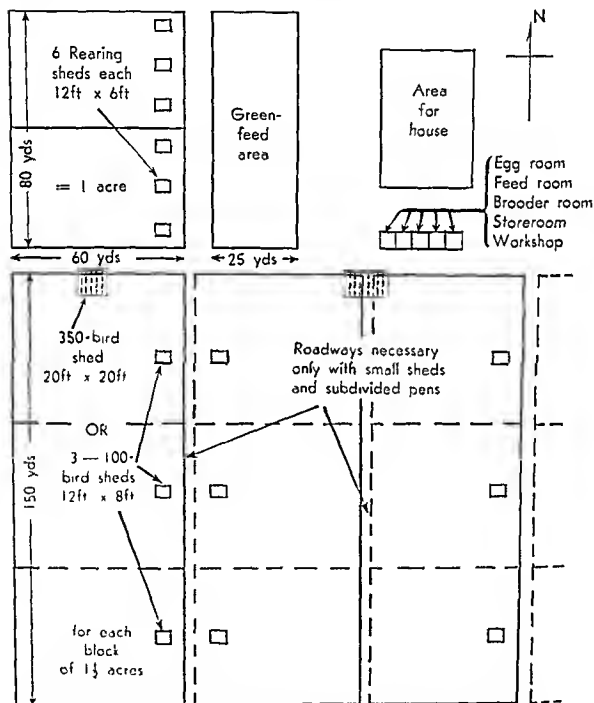 N
80 yds
6 Rearing
sheds each
12ft x 6ft
= 1 acre
60 yds
Green-
feed
area
25 yds
Area
for
house
Egg room
Feed room
Brooder room
Storeroom
Workshop
150 yds
350-bird
shed
20ft x 20ft
OR
3 — 100-
bird sheds
12ft x 8ft
for each
block
of 1½ acres
Roadways necessary
only with small sheds
and subdivided pens